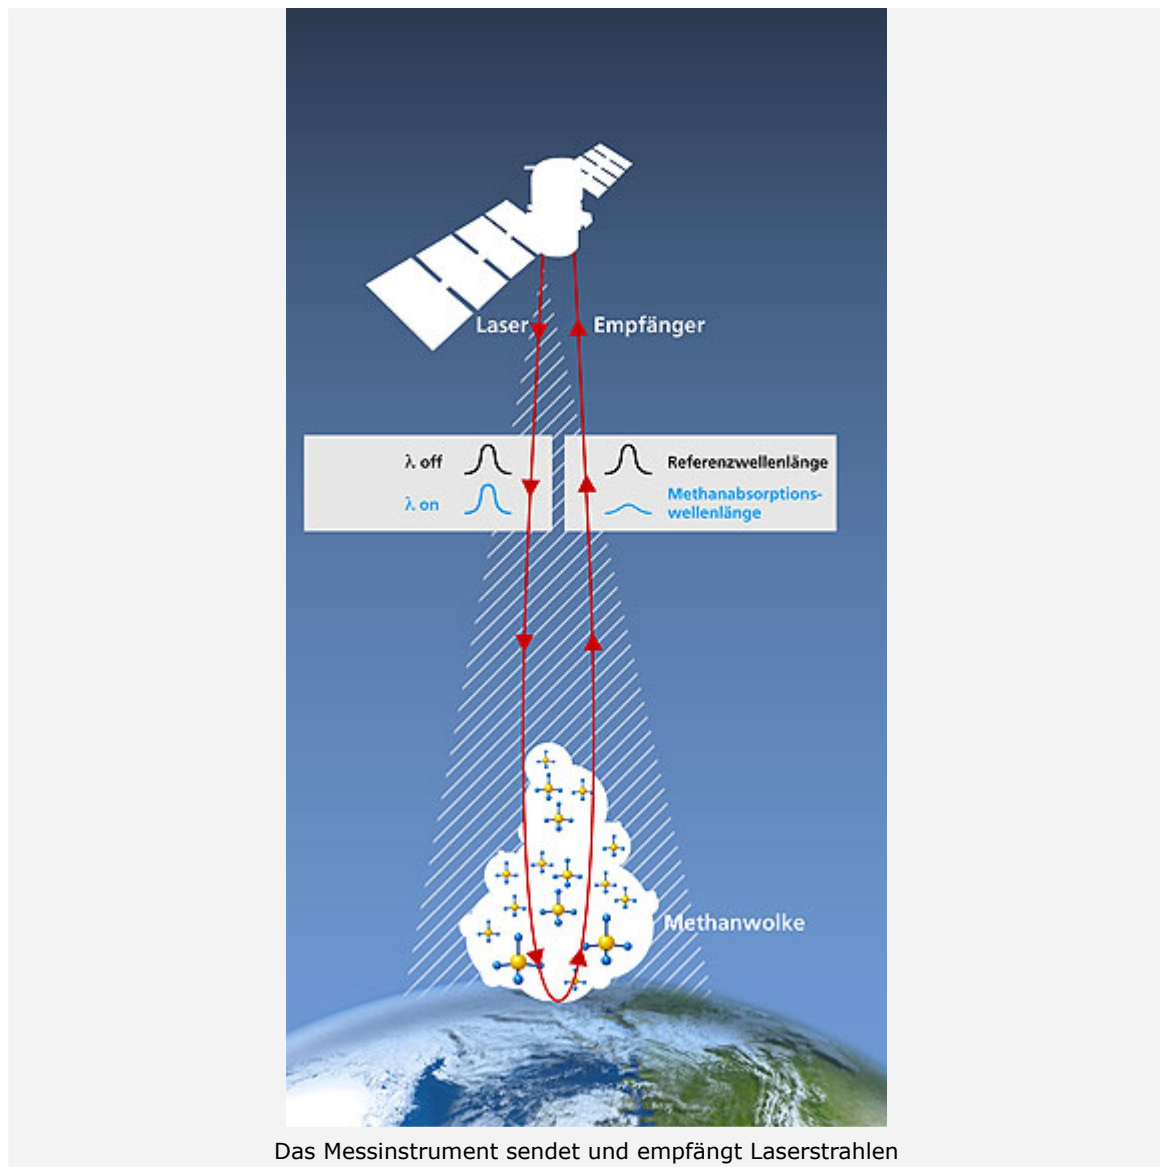 Laser
Empfänger
λ off
λ on
Referenzwellenlänge
Methanabsorptions-
wellenlänge
Methanwolke
Das Messinstrument sendet und empfängt Laserstrahlen